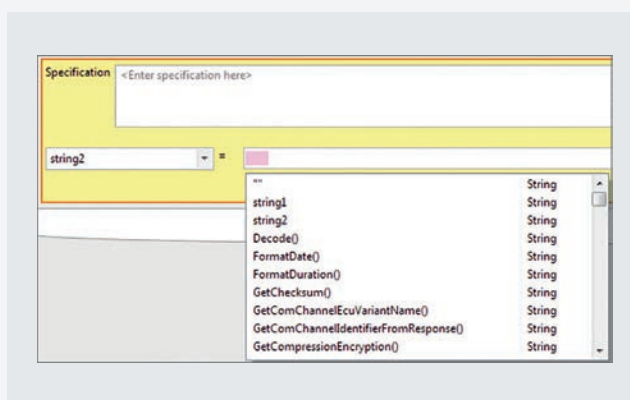 Specification <Enter specification here>
string2 =
"" String
string1 String
string2 String
Decode() String
FormatDate() String
FormatDuration() String
GetChecksum() String
GetComChannelEcuVariantName() String
GetComChannelIdentifierFromResponse() String
GetCompressionEncryption() String